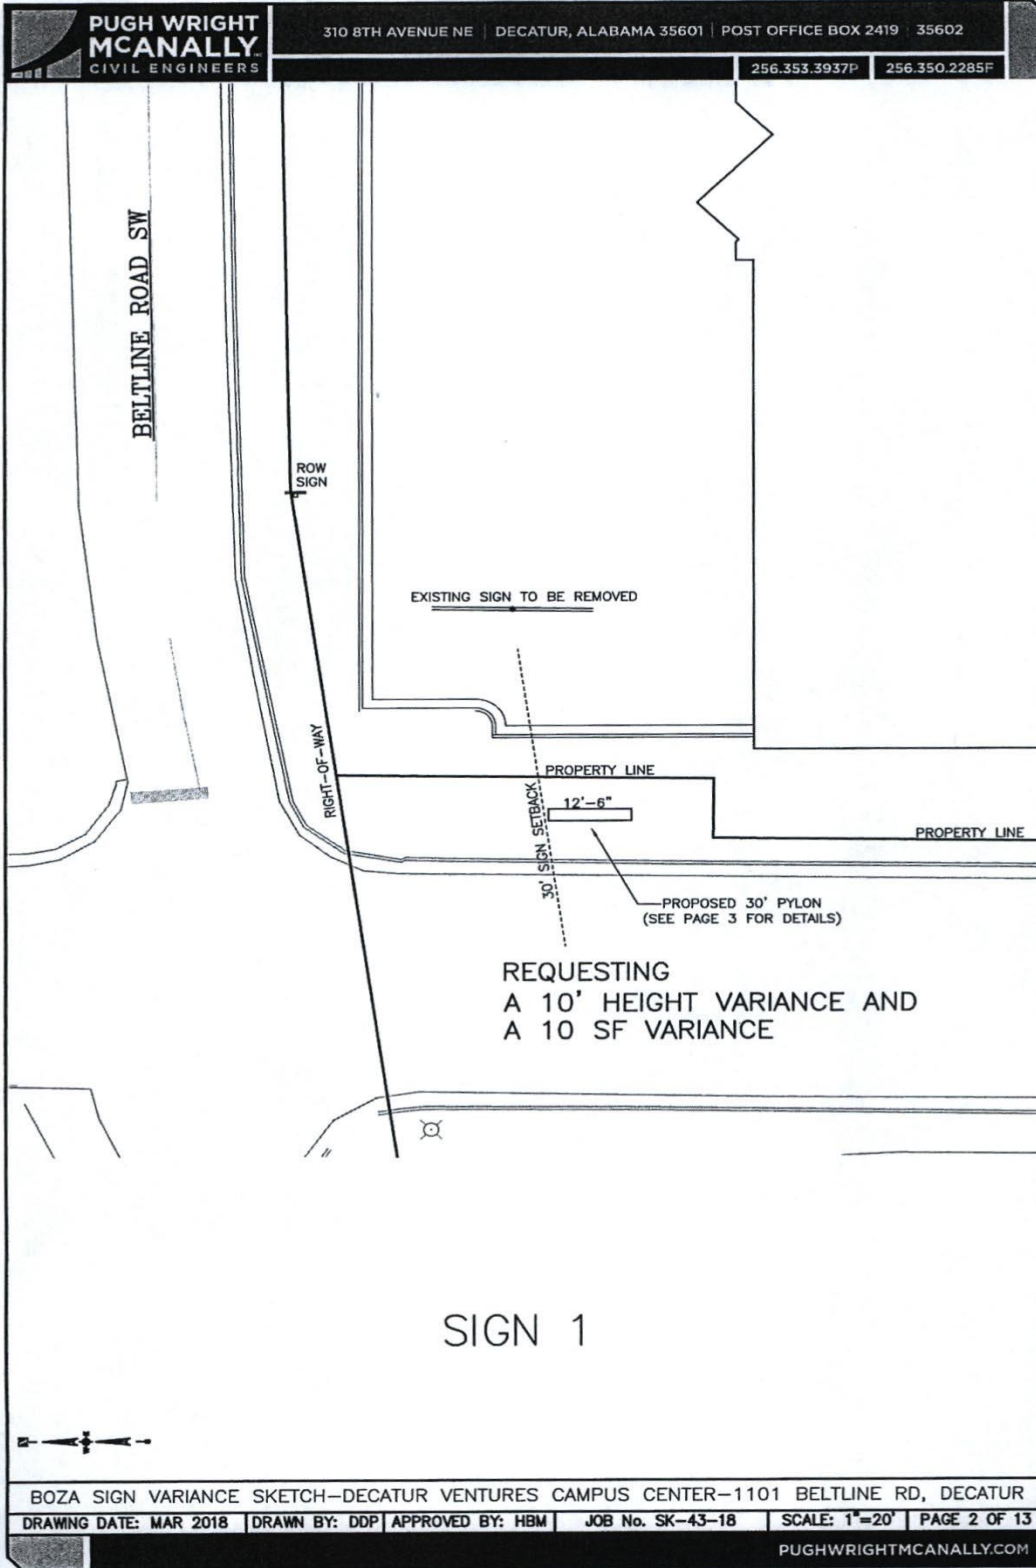 PUGH WRIGHT
MCANALLY INC
CIVIL ENGINEERS
310 8TH AVENUE NE | DECATUR, ALABAMA 35601 | POST OFFICE BOX 2419 | 35602
256.353.3937P
256.350.2285F
BELTLINE ROAD SW
ROW
SIGN
EXISTING SIGN TO BE REMOVED
RIGHT-OF-WAY
PROPERTY LINE
30' SIGN SETBACK
12'-6"
PROPERTY LINE
PROPOSED 30' PYLON
(SEE PAGE 3 FOR DETAILS)
REQUESTING
A 10' HEIGHT VARIANCE AND
A 10 SF VARIANCE
SIGN 1
BOZA SIGN VARIANCE SKETCH-DECATUR VENTURES CAMPUS CENTER-1101 BELTLINE RD, DECATUR
DRAWING DATE: MAR 2018 DRAWN BY: DDP APPROVED BY: HBM JOB No. SK-43-18 SCALE: 1"=20' PAGE 2 OF 13
PUGHWRIGHTMCANALLY.COM